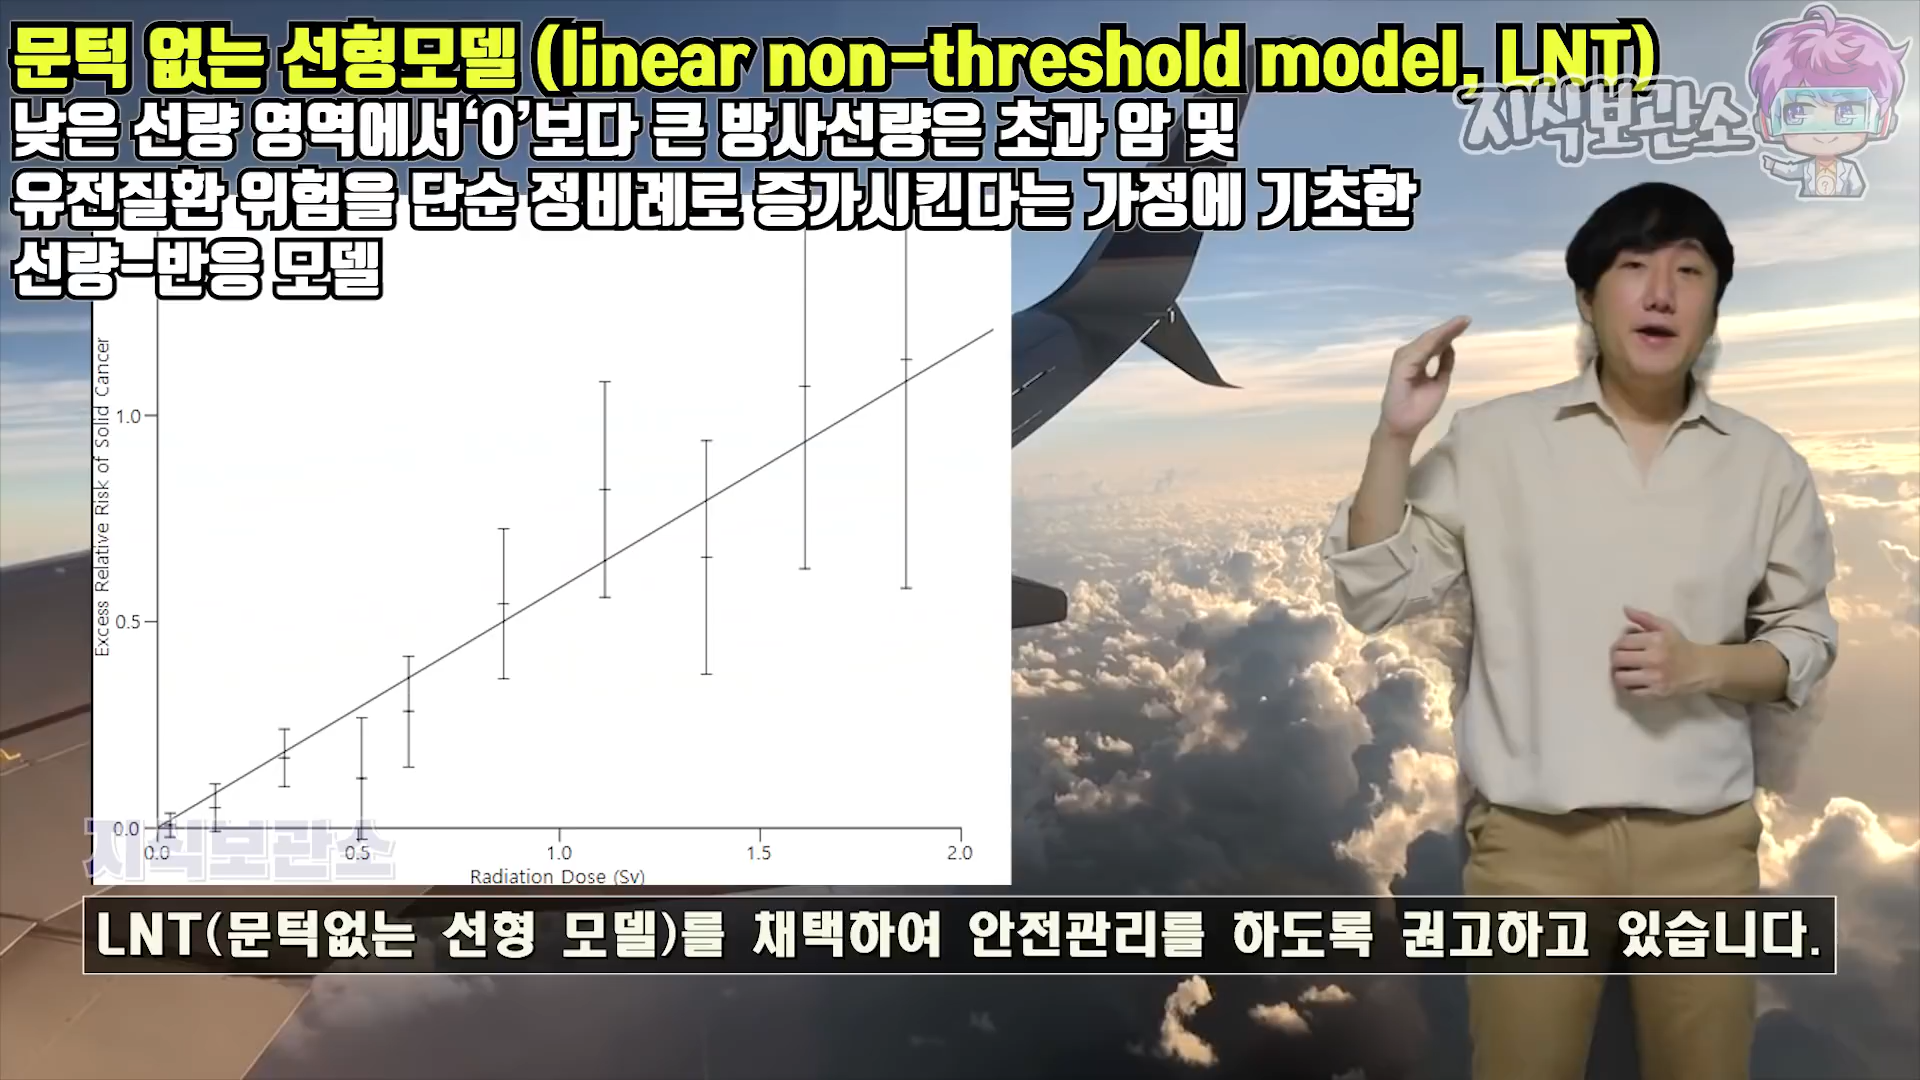 문턱 없는 선형모델 (linear non-threshold model, LNT)
지식보관소
낮은 선량 영역에서‘0’보다 큰 방사선량은 초과 암 및
유전질환 위험을 단순 정비례로 증가시킨다는 가정에 기초한
선량-반응 모델
Excess Relative Risk of Solid Cancer
1.0
0.5
0.0
0.0 0.5 1.0 1.5 2.0
Radiation Dose (Sv)
지식보관소
LNT(문턱없는 선형 모델)를 채택하여 안전관리를 하도록 권고하고 있습니다.